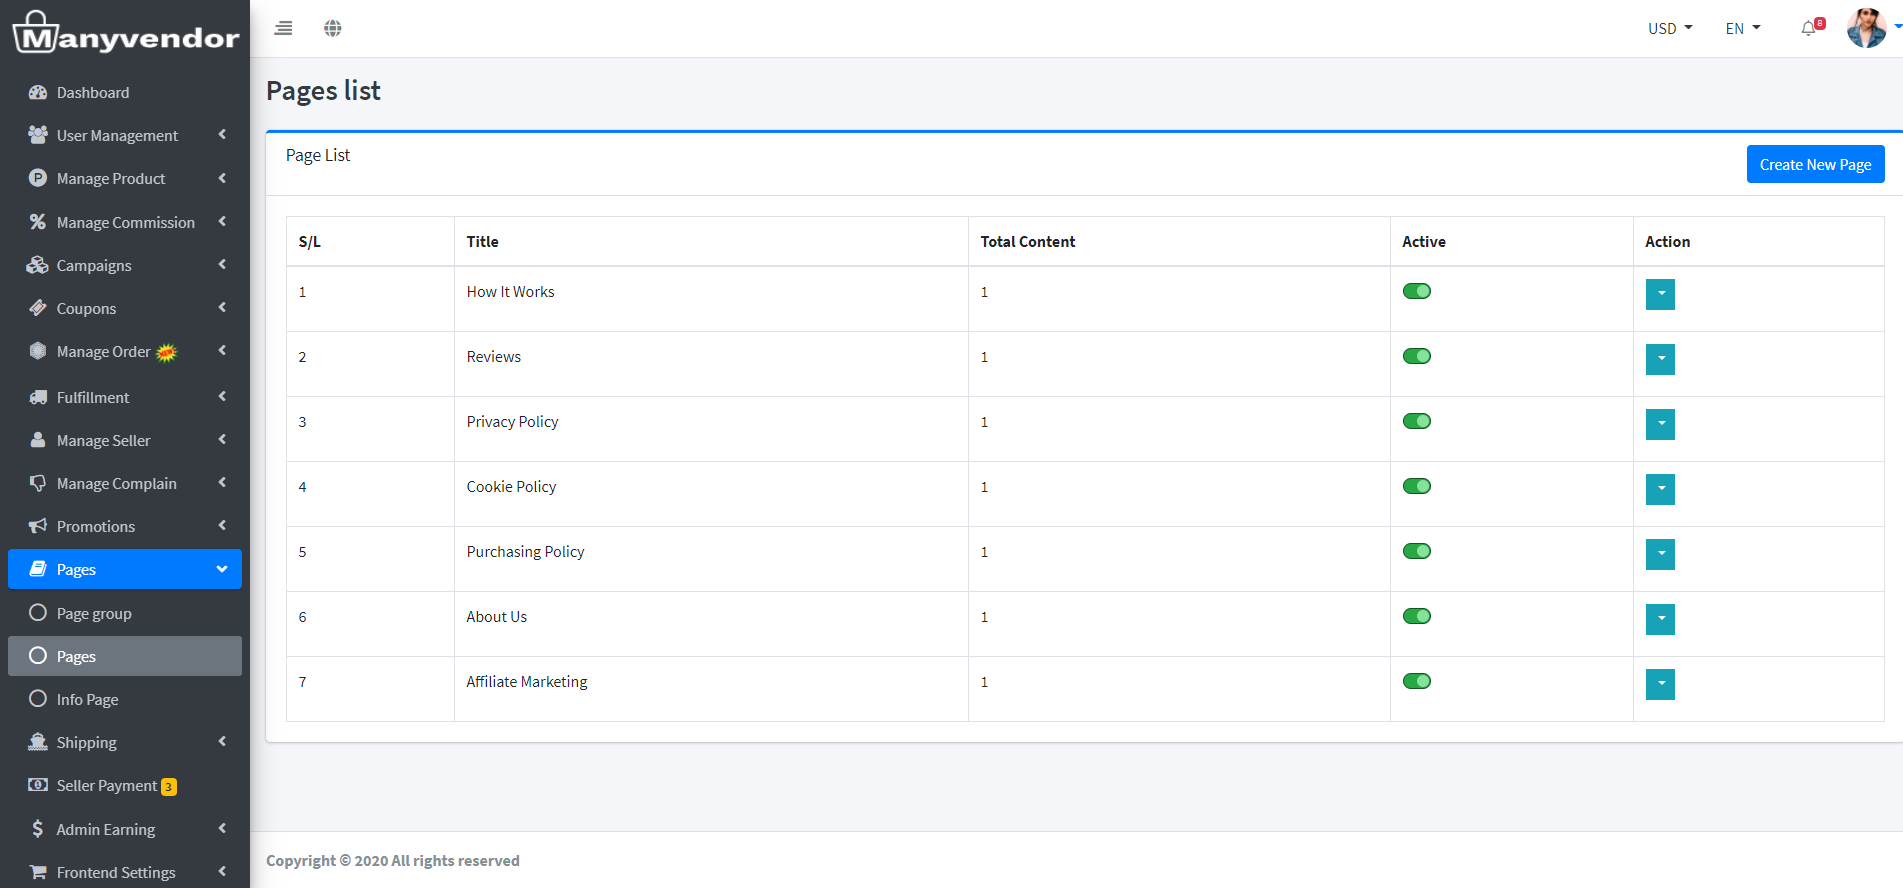 Manyvendor
USD
EN
8
Dashboard
User Management
Manage Product
Manage Commission
Campaigns
Coupons
Manage Order NEW
Fulfillment
Manage Seller
Manage Complain
Promotions
Pages
Page group
Pages
Info Page
Shipping
Seller Payment 3
Admin Earning
Frontend Settings
Pages list
Page List
Create New Page
S/L Title Total Content Active Action
1 How It Works 1
2 Reviews 1
3 Privacy Policy 1
4 Cookie Policy 1
5 Purchasing Policy 1
6 About Us 1
7 Affiliate Marketing 1
Copyright © 2020 All rights reserved